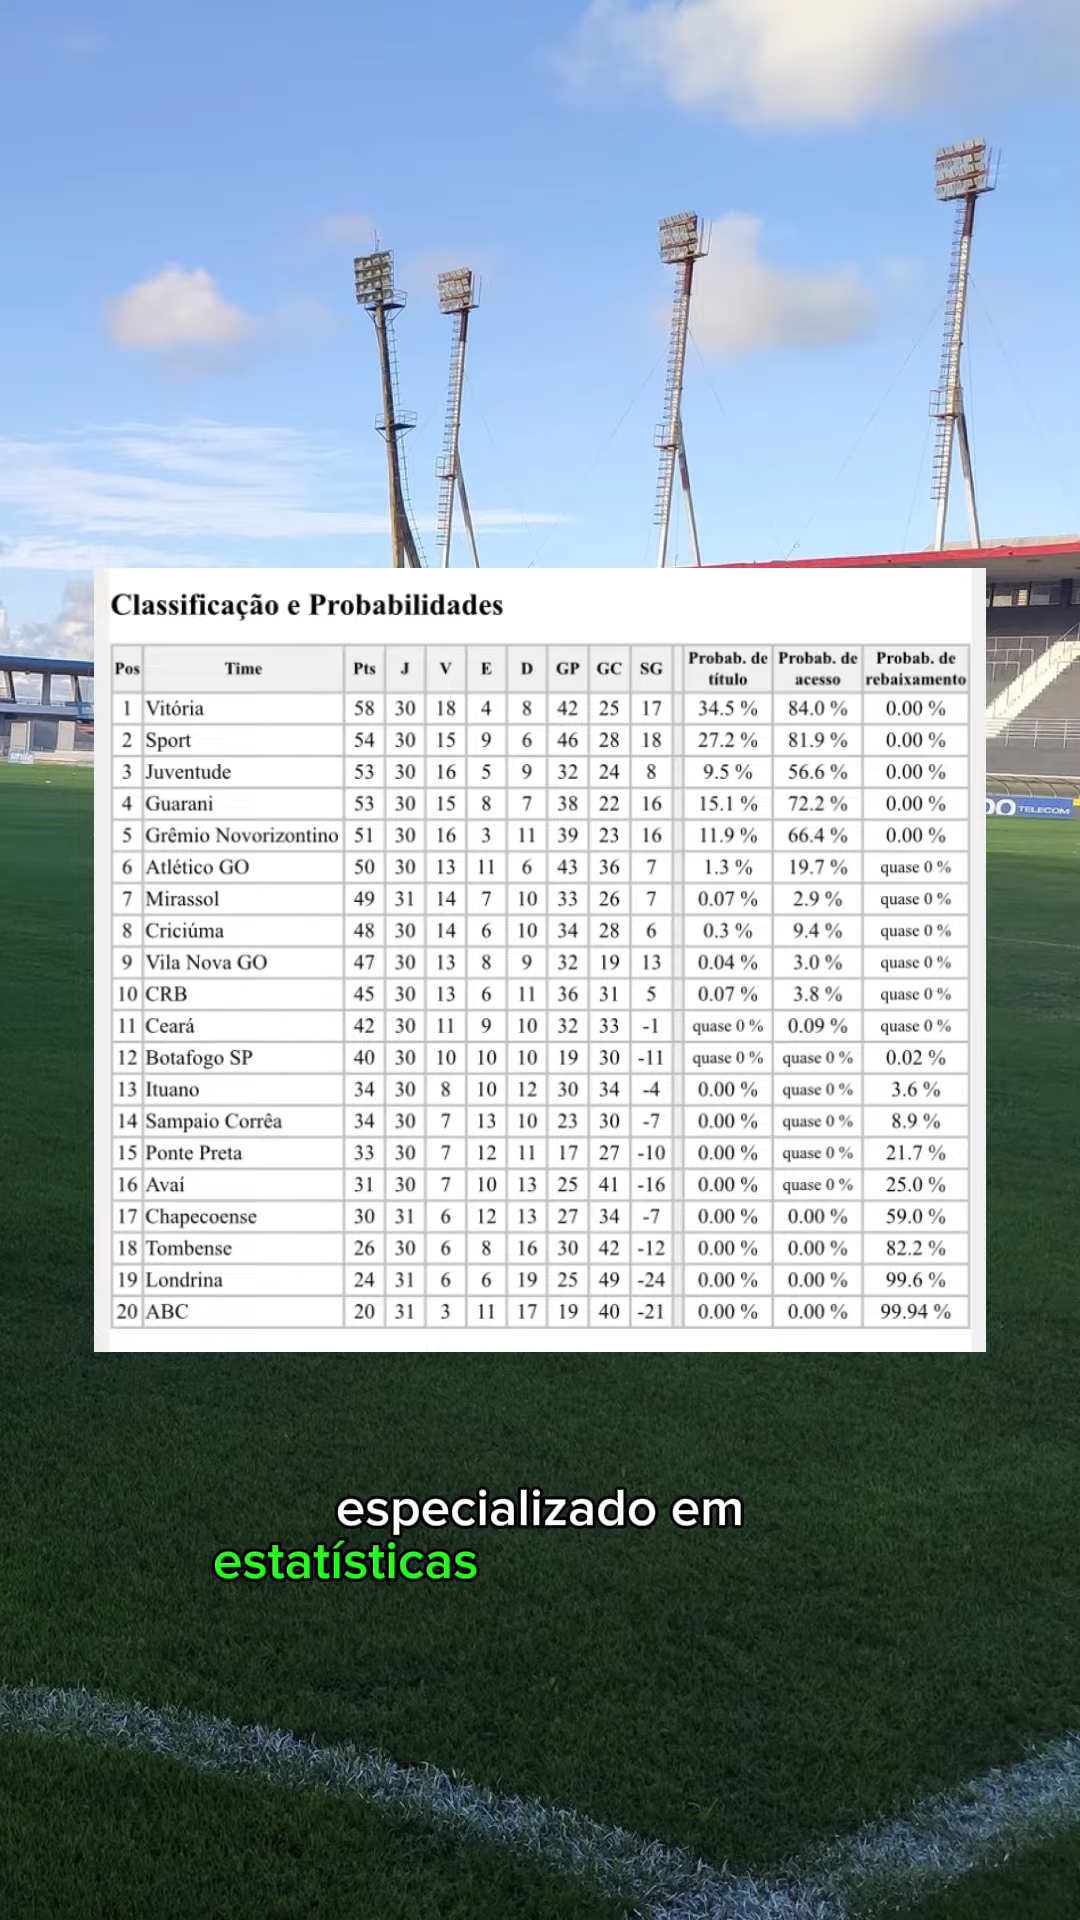 Classificação e Probabilidades
Pos Time Pts J V E D GP GC SG Probab. de título Probab. de acesso Probab. de rebaixamento
1 Vitória 58 30 18 4 8 42 25 17 34.5 % 84.0 % 0.00 %
2 Sport 54 30 15 9 6 46 28 18 27.2 % 81.9 % 0.00 %
3 Juventude 53 30 16 5 9 32 24 8 9.5 % 56.6 % 0.00 %
4 Guarani 53 30 15 8 7 38 22 16 15.1 % 72.2 % 0.00 %
5 Grêmio Novorizontino 51 30 16 3 11 39 23 16 11.9 % 66.4 % 0.00 %
6 Atlético GO 50 30 13 11 6 43 36 7 1.3 % 19.7 % quase 0 %
7 Mirassol 49 31 14 7 10 33 26 7 0.07 % 2.9 % quase 0 %
8 Criciúma 48 30 14 6 10 34 28 6 0.3 % 9.4 % quase 0 %
9 Vila Nova GO 47 30 13 8 9 32 19 13 0.04 % 3.0 % quase 0 %
10 CRB 45 30 13 6 11 36 31 5 0.07 % 3.8 % quase 0 %
11 Ceará 42 30 11 9 10 32 33 -1 quase 0 % 0.09 % quase 0 %
12 Botafogo SP 40 30 10 10 10 19 30 -11 quase 0 % quase 0 % 0.02 %
13 Ituano 34 30 8 10 12 30 34 -4 0.00 % quase 0 % 3.6 %
14 Sampaio Corrêa 34 30 7 13 10 23 30 -7 0.00 % quase 0 % 8.9 %
15 Ponte Preta 33 30 7 12 11 17 27 -10 0.00 % quase 0 % 21.7 %
16 Avaí 31 30 7 10 13 25 41 -16 0.00 % quase 0 % 25.0 %
17 Chapecoense 30 31 6 12 13 27 34 -7 0.00 % 0.00 % 59.0 %
18 Tombense 26 30 6 8 16 30 42 -12 0.00 % 0.00 % 82.2 %
19 Londrina 24 31 6 6 19 25 49 -24 0.00 % 0.00 % 99.6 %
20 ABC 20 31 3 11 17 19 40 -21 0.00 % 0.00 % 99.94 %
TELECOM
especializado em
estatísticas